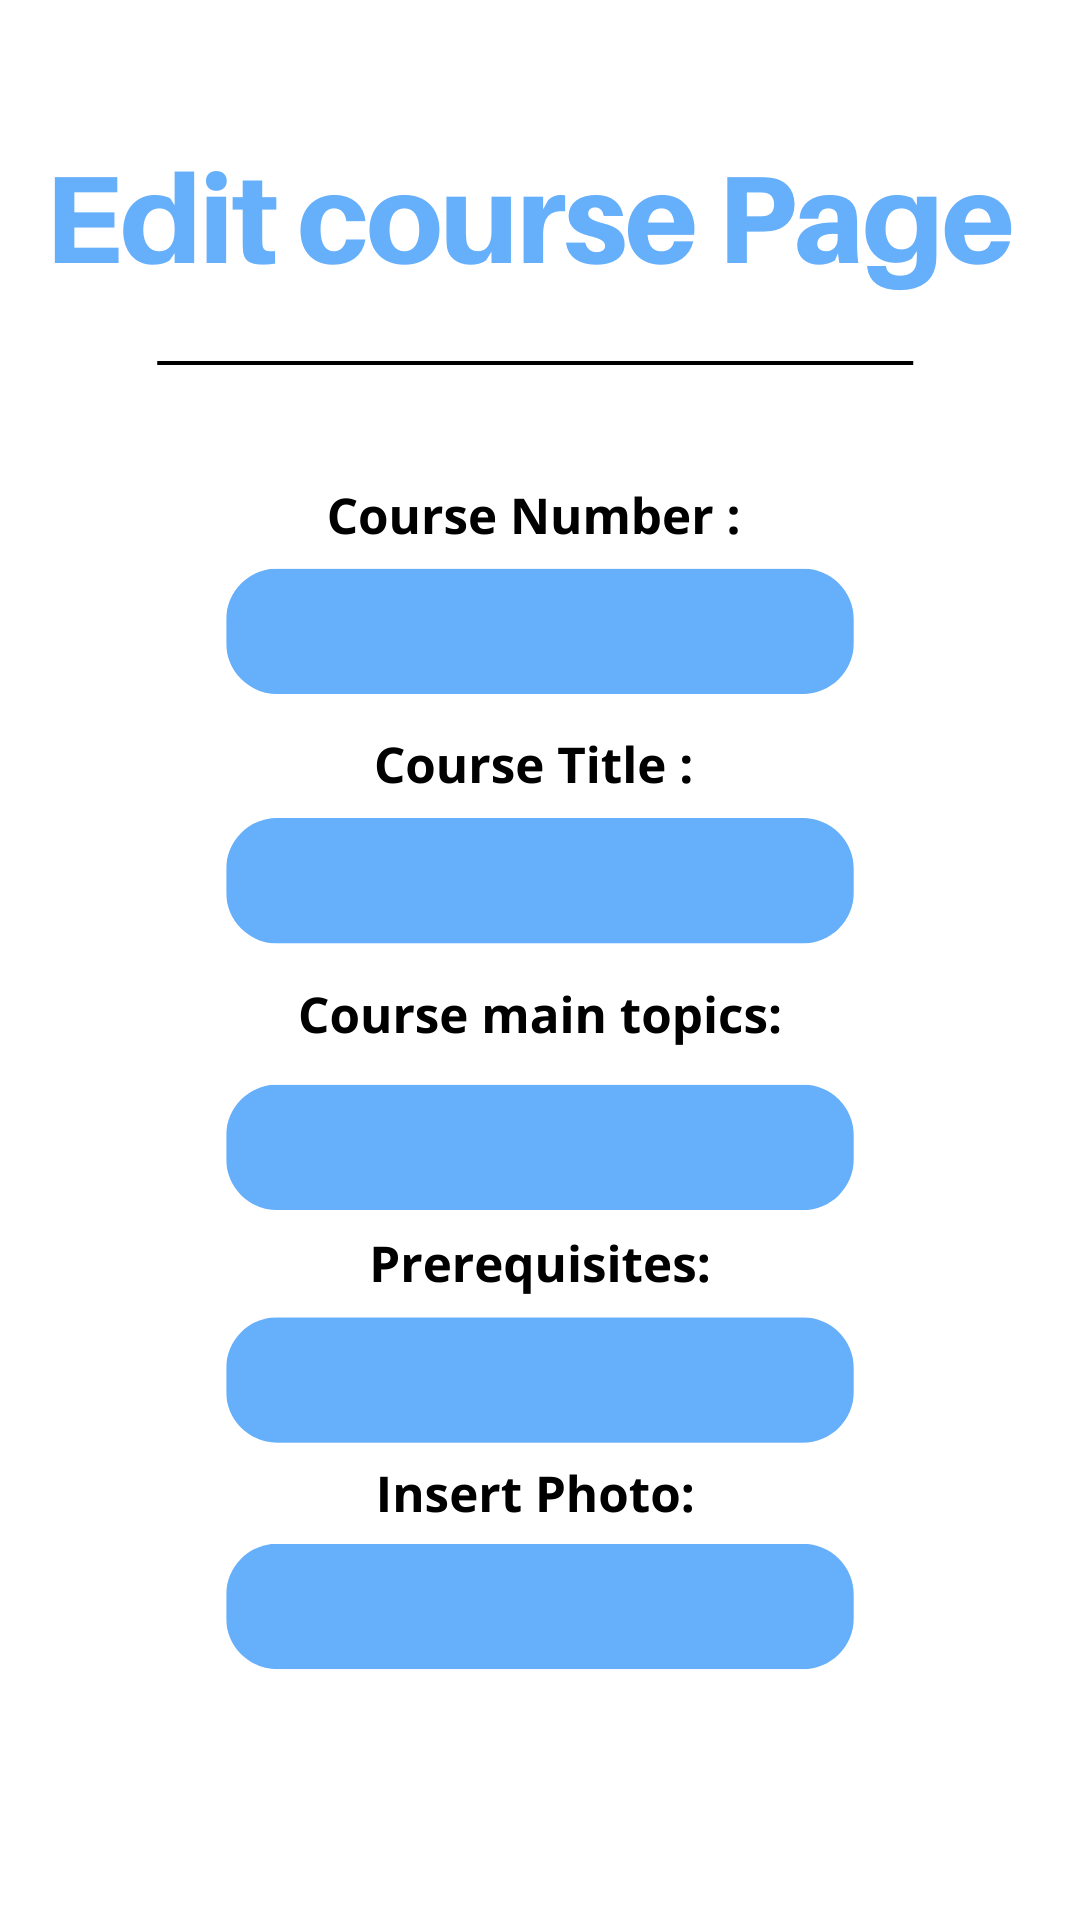 Edit course Page
Course Number :
Course Title :
Course main topics:
Prerequisites:
Insert Photo: